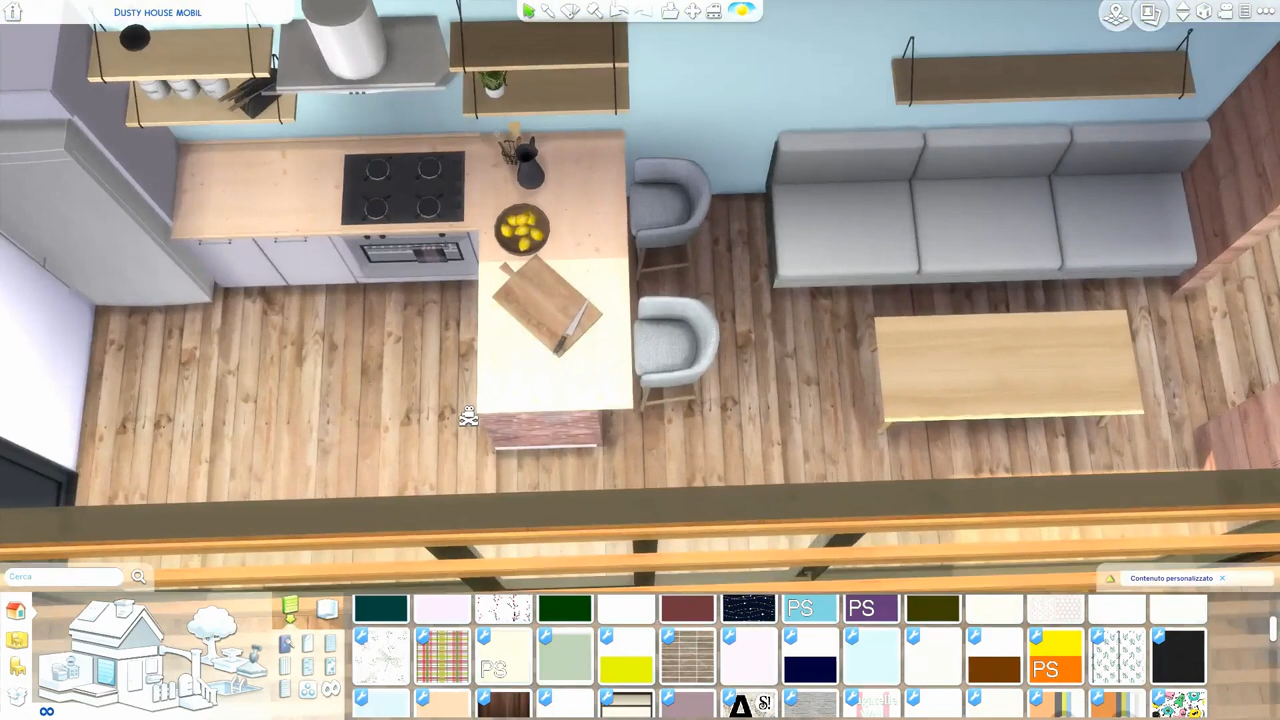 Dusty house mobil
Cerca
Contenuto personalizzato
PS
PS
PS
PS
A
S!